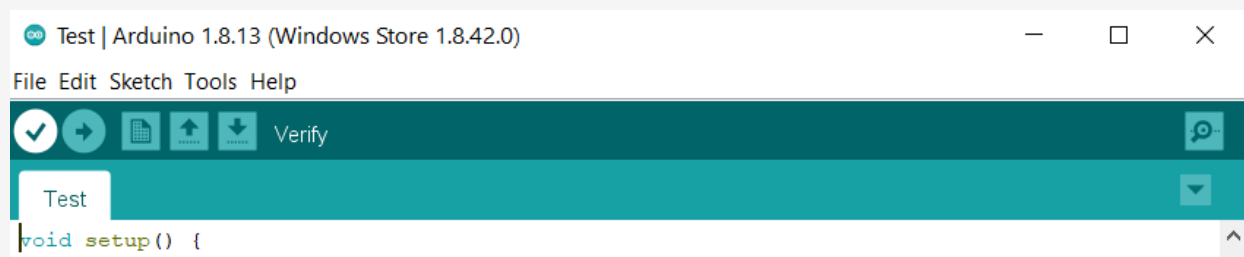 Test | Arduino 1.8.13 (Windows Store 1.8.42.0)
File Edit Sketch Tools Help
Verify
Test
void setup() {